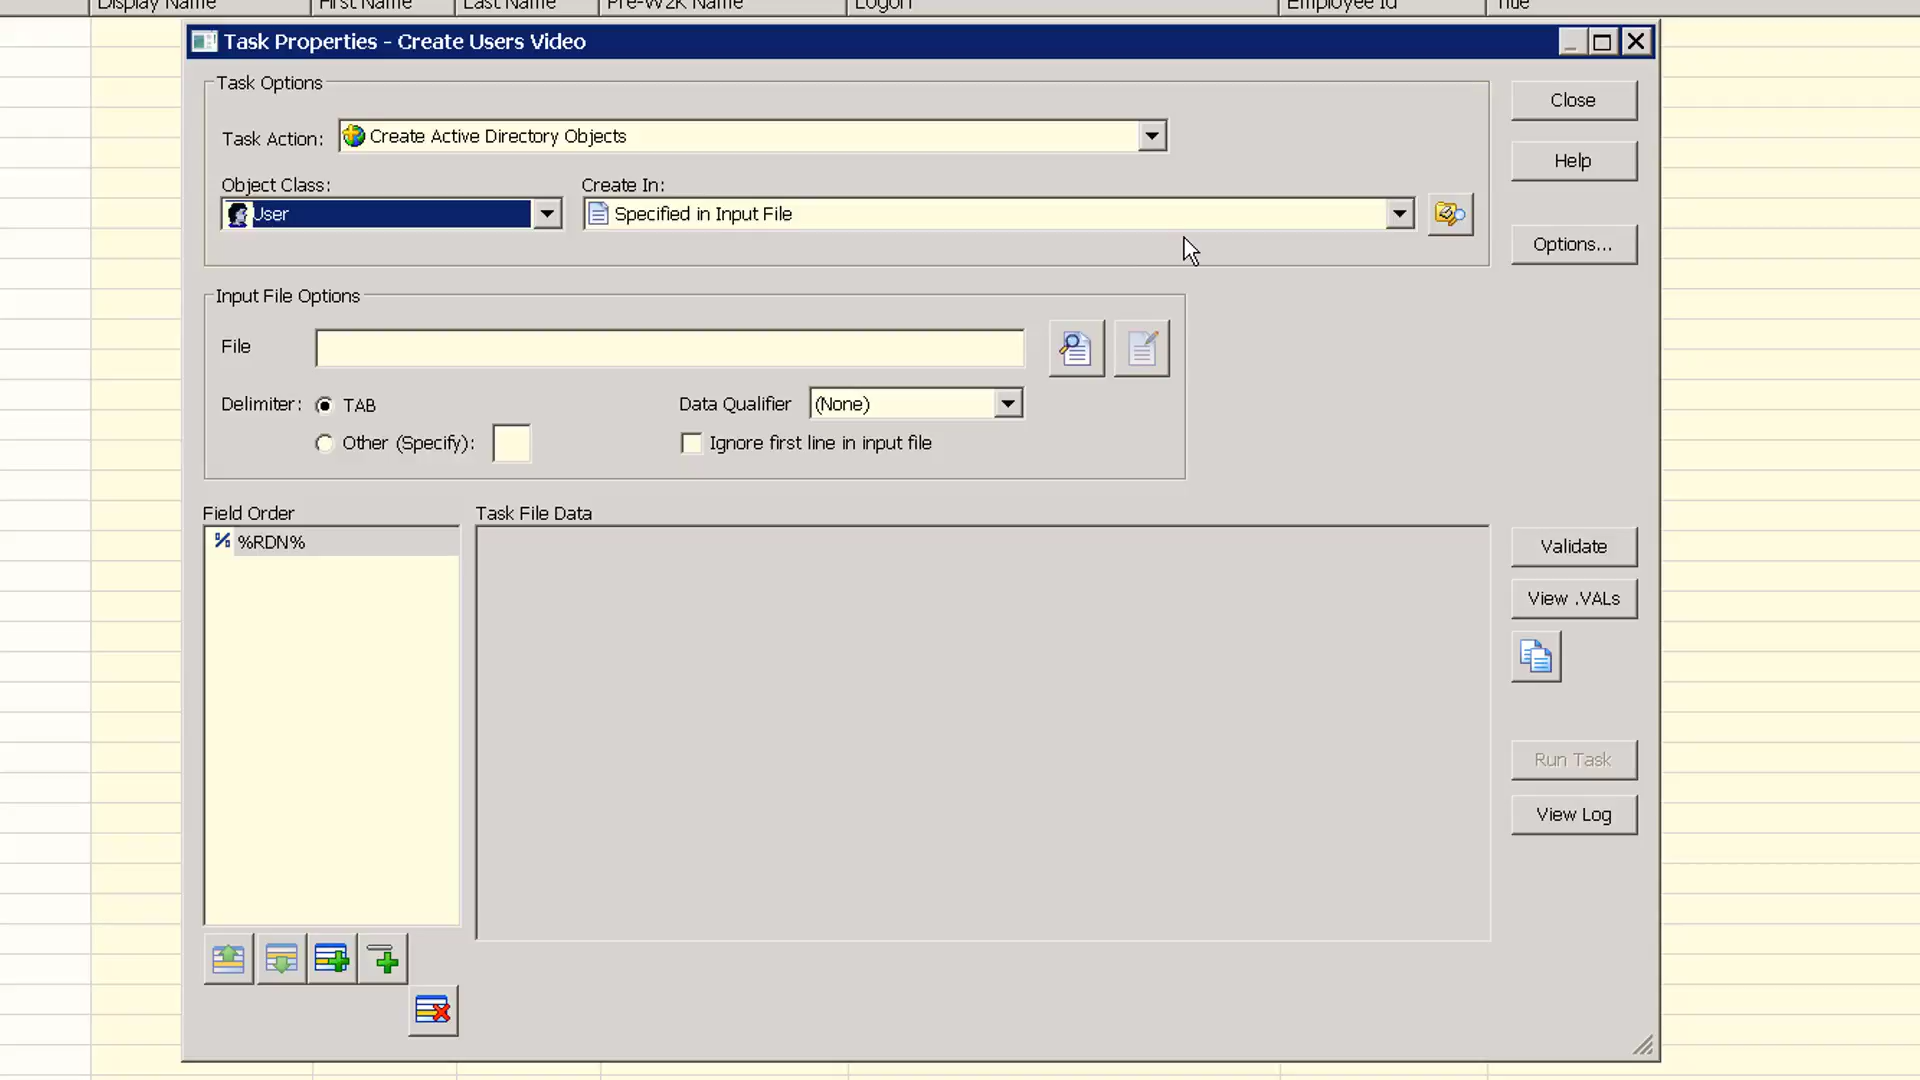 Display Name First Name Last Name Pre-W2K Name Logon Employee Id Title
Task Properties - Create Users Video
Task Options
Close
Task Action: Create Active Directory Objects
Help
Object Class: Create In:
User Specified in Input File
Options...
Input File Options
File
Delimiter: TAB Data Qualifier (None)
Other (Specify): Ignore first line in input file
Field Order Task File Data
%RDN%
Validate
View .VALs
Run Task
View Log